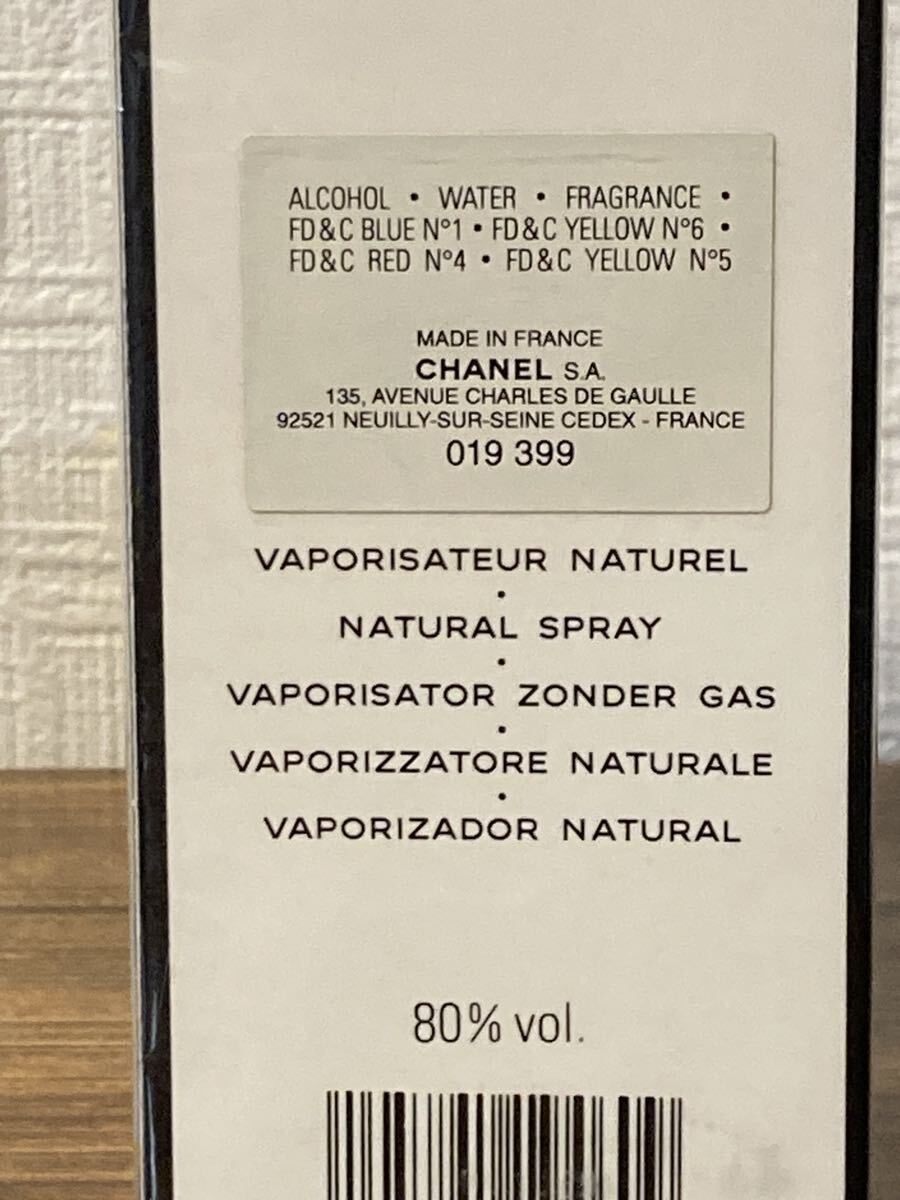 ALCOHOL • WATER • FRAGRANCE •
FD&C BLUE N°1 • FD&C YELLOW N°6 •
FD&C RED N°4 • FD&C YELLOW N°5
MADE IN FRANCE
CHANEL S.A.
135, AVENUE CHARLES DE GAULLE
92521 NEUILLY-SUR-SEINE CEDEX - FRANCE
019 399
VAPORISATEUR NATUREL
•
NATURAL SPRAY
•
VAPORISATOR ZONDER GAS
•
VAPORIZZATORE NATURALE
•
VAPORIZADOR NATURAL
80% vol.